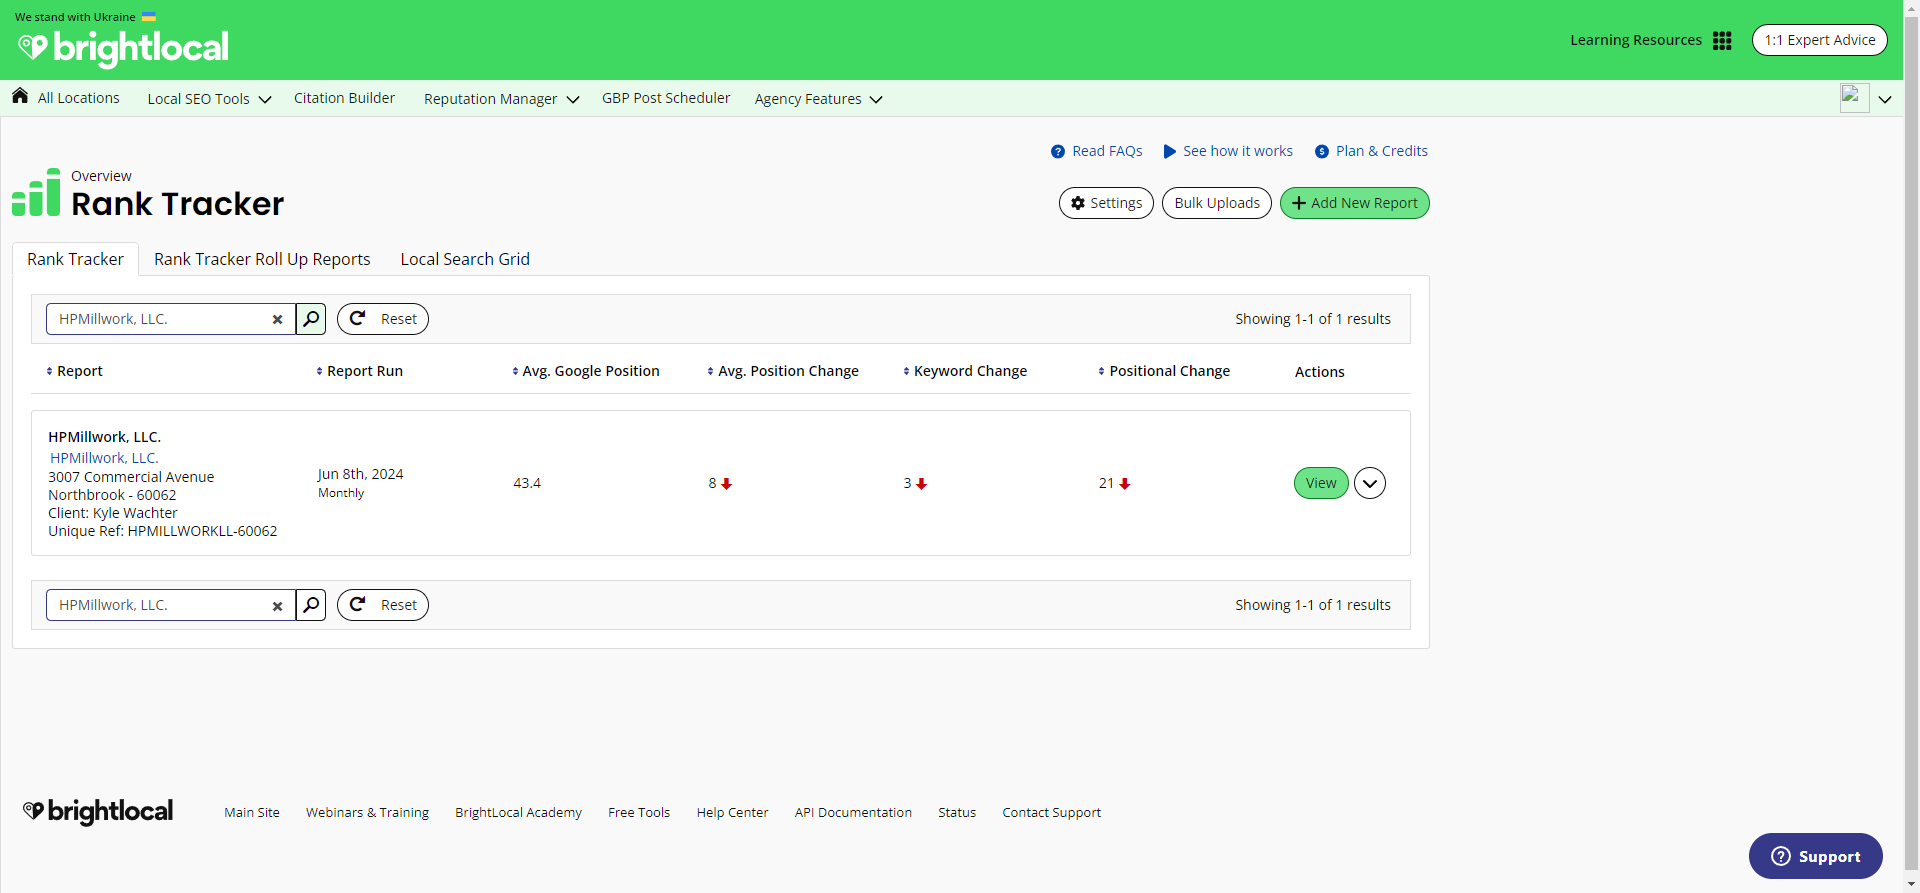 We stand with Ukraine
brightlocal
Learning Resources
1:1 Expert Advice
All Locations
Local SEO Tools
Citation Builder
Reputation Manager
GBP Post Scheduler
Agency Features
Read FAQs
See how it works
Plan & Credits
Overview
Rank Tracker
Settings
Bulk Uploads
Add New Report
Rank Tracker
Rank Tracker Roll Up Reports
Local Search Grid
HPMillwork, LLC.
Reset
Showing 1-1 of 1 results
Report
Report Run
Avg. Google Position
Avg. Position Change
Keyword Change
Positional Change
Actions
HPMillwork, LLC.
HPMillwork, LLC.
3007 Commercial Avenue
Northbrook - 60062
Client: Kyle Wachter
Unique Ref: HPMILLWORKLL-60062
Jun 8th, 2024
Monthly
43.4
8
3
21
View
HPMillwork, LLC.
Reset
Showing 1-1 of 1 results
brightlocal
Main Site
Webinars & Training
BrightLocal Academy
Free Tools
Help Center
API Documentation
Status
Contact Support
Support